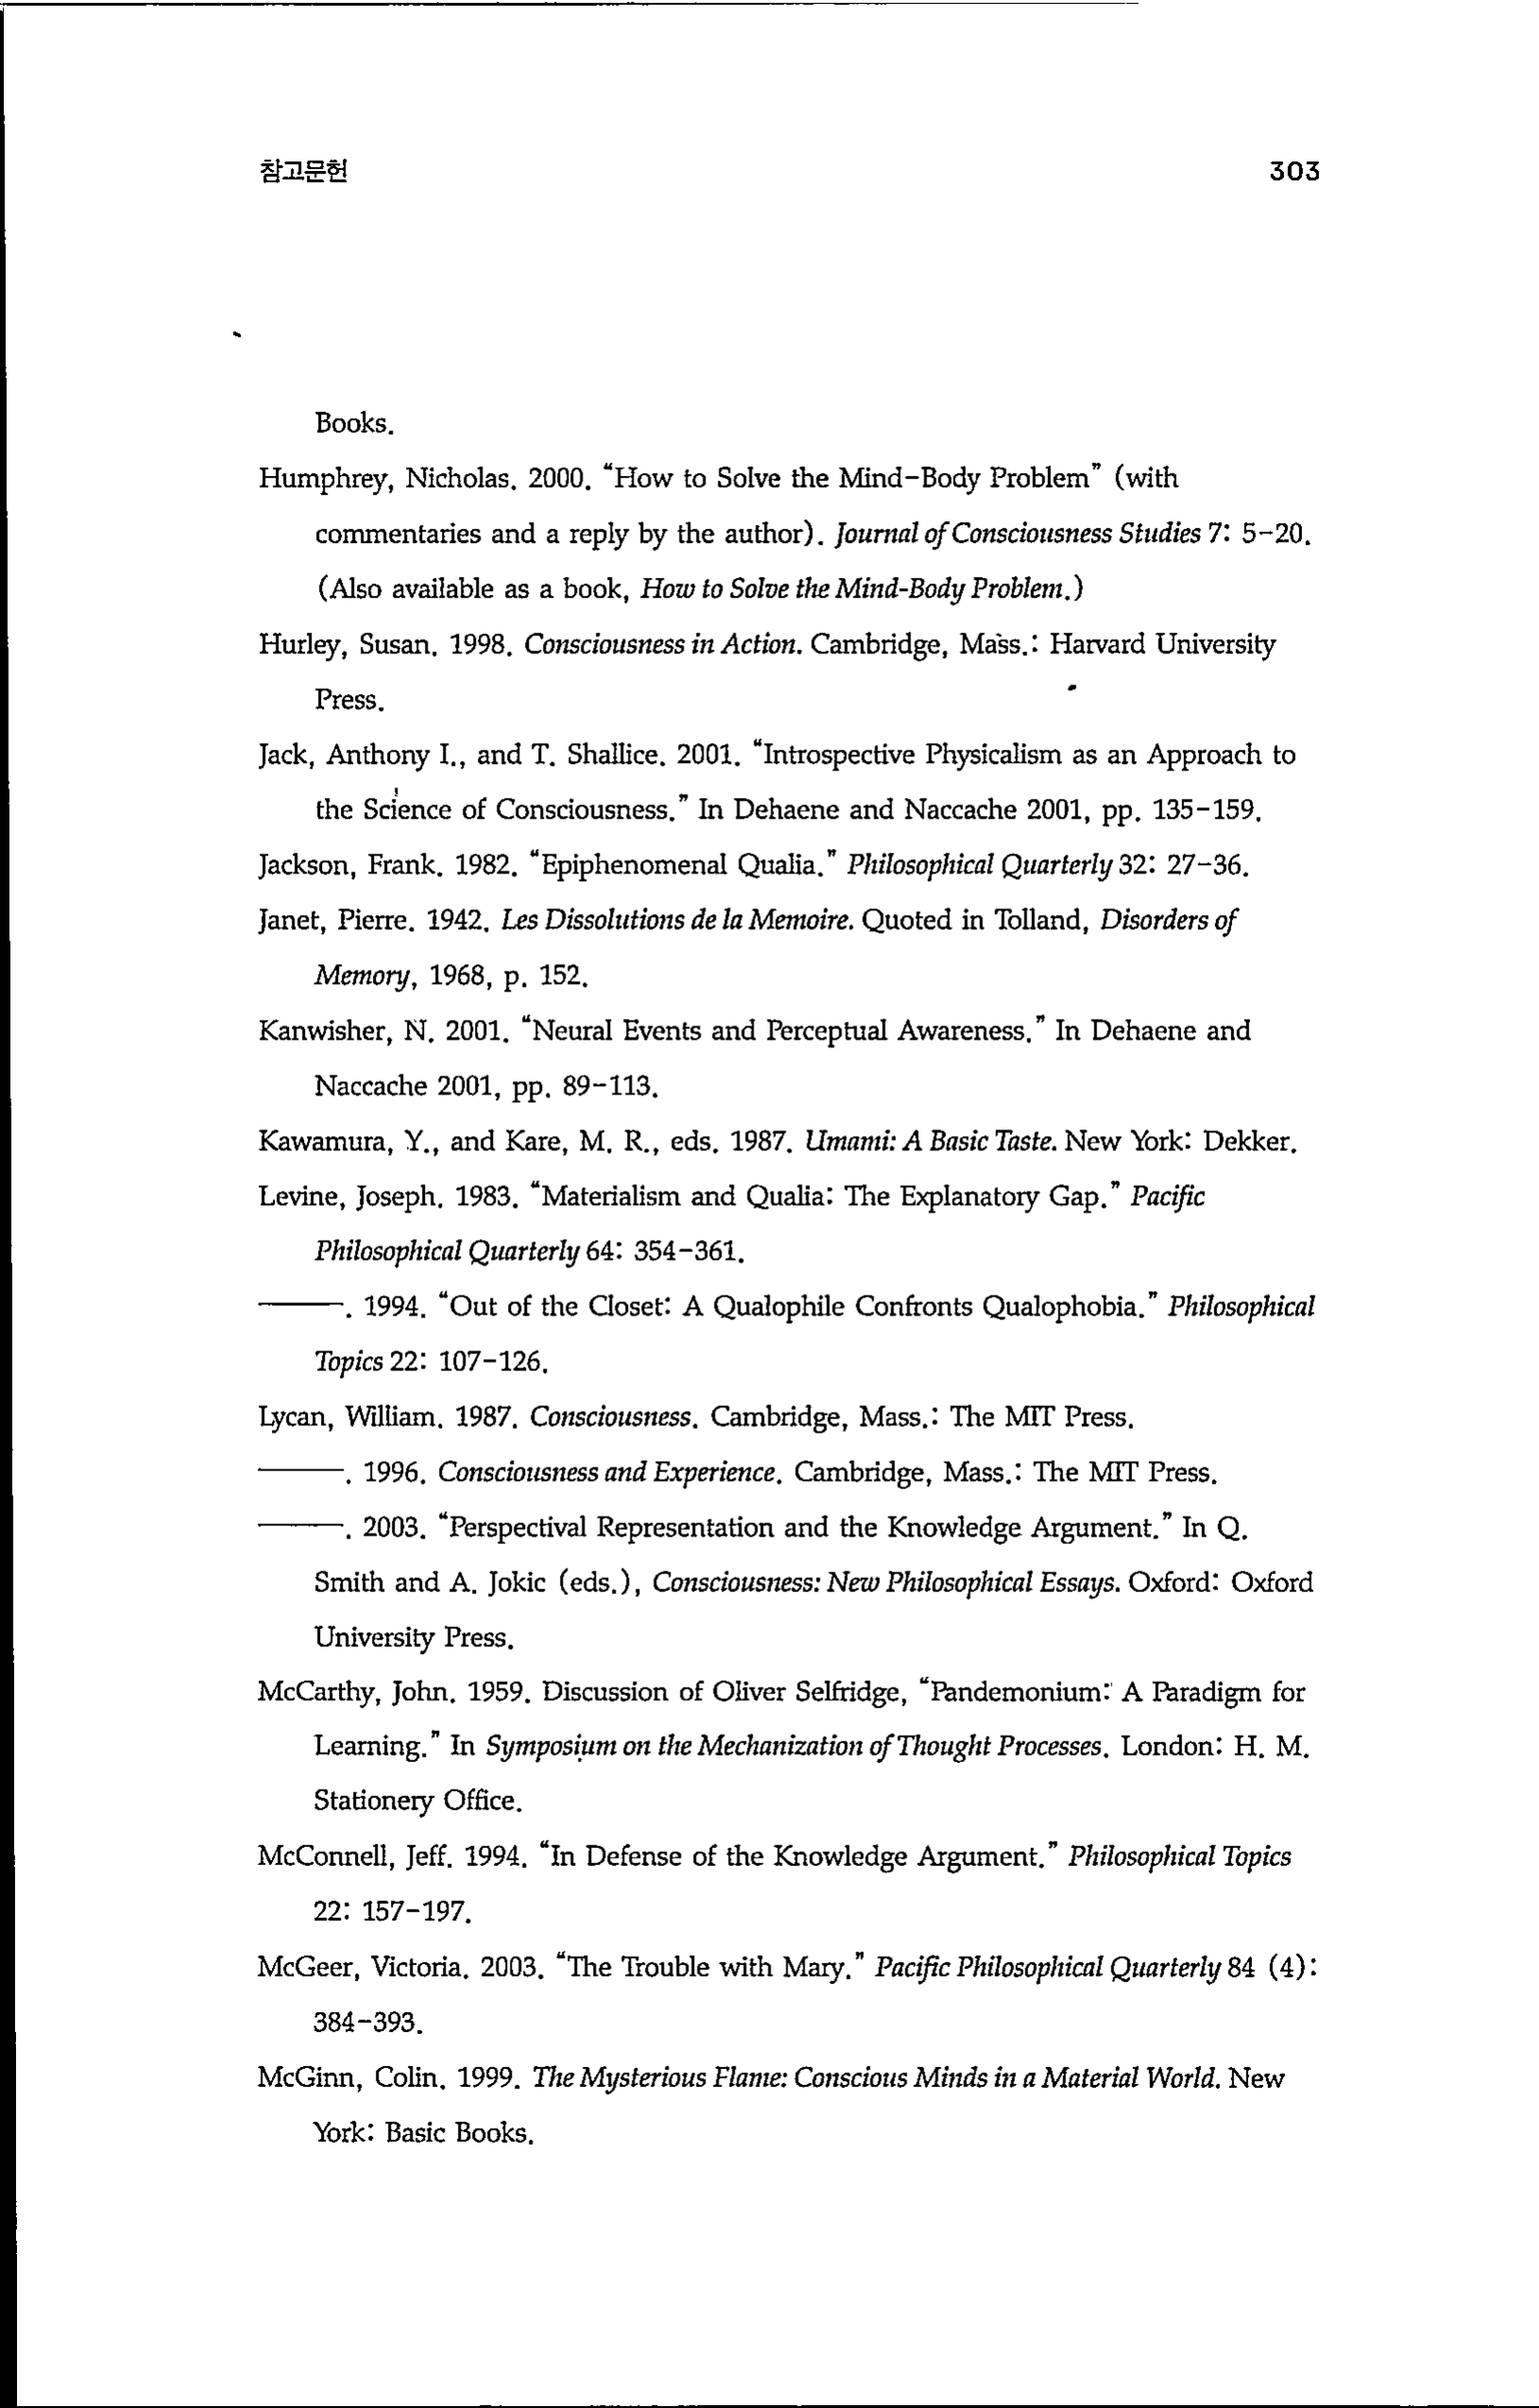 참고문헌 303
Books.
Humphrey, Nicholas. 2000. “How to Solve the Mind-Body Problem” (with
commentaries and a reply by the author). Journal of Consciousness Studies 7: 5-20.
(Also available as a book, How to Solve the Mind-Body Problem.)
Hurley, Susan. 1998. Consciousness in Action. Cambridge, Mass.: Harvard University
Press.
Jack, Anthony I., and T. Shallice. 2001. “Introspective Physicalism as an Approach to
the Science of Consciousness.” In Dehaene and Naccache 2001, pp. 135-159.
Jackson, Frank. 1982. “Epiphenomenal Qualia.” Philosophical Quarterly 32: 27-36.
Janet, Pierre. 1942. Les Dissolutions de la Memoire. Quoted in Tolland, Disorders of
Memory, 1968, p. 152.
Kanwisher, N. 2001. “Neural Events and Perceptual Awareness.” In Dehaene and
Naccache 2001, pp. 89-113.
Kawamura, Y., and Kare, M. R., eds. 1987. Umami: A Basic Taste. New York: Dekker.
Levine, Joseph. 1983. “Materialism and Qualia: The Explanatory Gap.” Pacific
Philosophical Quarterly 64: 354-361.
———. 1994. “Out of the Closet: A Qualophile Confronts Qualophobia.” Philosophical
Topics 22: 107-126.
Lycan, William. 1987. Consciousness. Cambridge, Mass.: The MIT Press.
———. 1996. Consciousness and Experience. Cambridge, Mass.: The MIT Press.
———. 2003. “Perspectival Representation and the Knowledge Argument.” In Q.
Smith and A. Jokic (eds.), Consciousness: New Philosophical Essays. Oxford: Oxford
University Press.
McCarthy, John. 1959. Discussion of Oliver Selfridge, “Pandemonium: A Paradigm for
Learning.” In Symposium on the Mechanization of Thought Processes. London: H. M.
Stationery Office.
McConnell, Jeff. 1994. “In Defense of the Knowledge Argument.” Philosophical Topics
22: 157-197.
McGeer, Victoria. 2003. “The Trouble with Mary.” Pacific Philosophical Quarterly 84 (4):
384-393.
McGinn, Colin. 1999. The Mysterious Flame: Conscious Minds in a Material World. New
York: Basic Books.